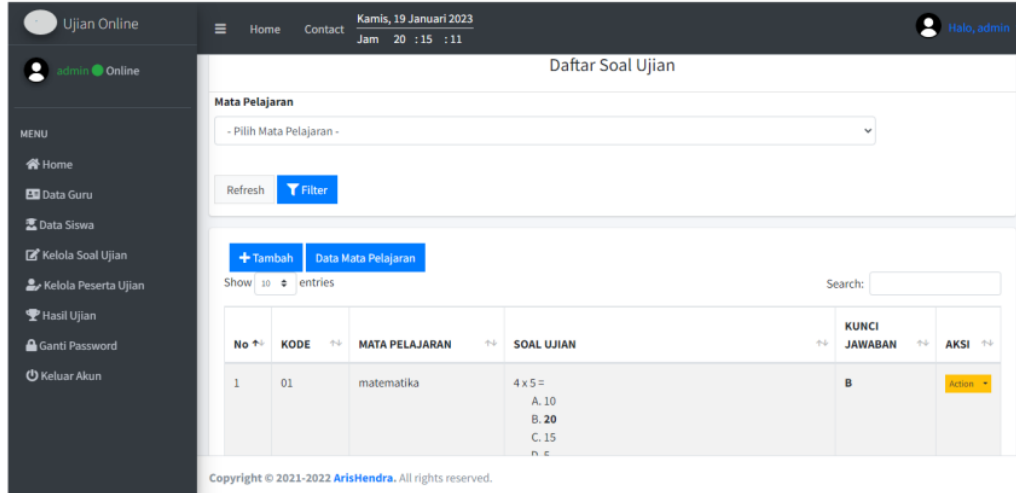 Ujian Online
Home Contact Kamis, 19 Januari 2023
Jam 20 :15 :11
Halo, admin
admin Online
MENU
Home
Data Guru
Data Siswa
Kelola Soal Ujian
Kelola Peserta Ujian
Hasil Ujian
Ganti Password
Keluar Akun
Daftar Soal Ujian
Mata Pelajaran
- Pilih Mata Pelajaran -
Refresh Filter
Tambah Data Mata Pelajaran
Show 10 entries Search:
No KODE MATA PELAJARAN SOAL UJIAN KUNCI JAWABAN AKSI
1 01 matematika 4 x 5 = B Action
A. 10
B. 20
C. 15
D. 5
Copyright © 2021-2022 ArisHendra. All rights reserved.